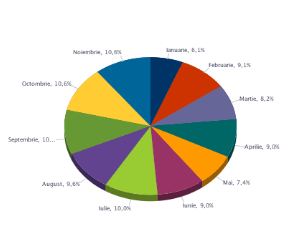 Ianuarie, 6,1%
Februarie, 9,1%
Martie, 8,2%
Aprilie, 9,0%
Mai, 7,4%
Iunie, 9,0%
Iulie, 10,0%
August, 9,6%
Septembrie, 10...
Octombrie, 10,6%
Noiembrie, 10,6%